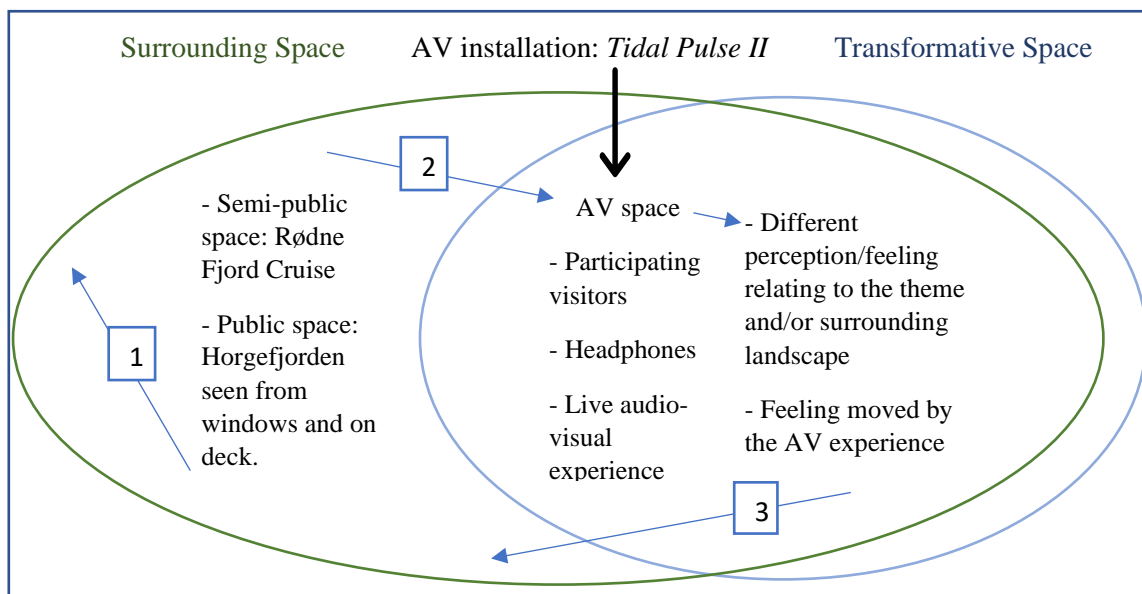 Surrounding Space
AV installation: Tidal Pulse II
Transformative Space
1
- Semi-public
space: Rødne
Fjord Cruise
- Public space:
Horgefjorden
seen from
windows and on
deck.
2
AV space
- Participating
visitors
- Headphones
- Live audio-
visual
experience
- Different
perception/feeling
relating to the theme
and/or surrounding
landscape
- Feeling moved by
the AV experience
3